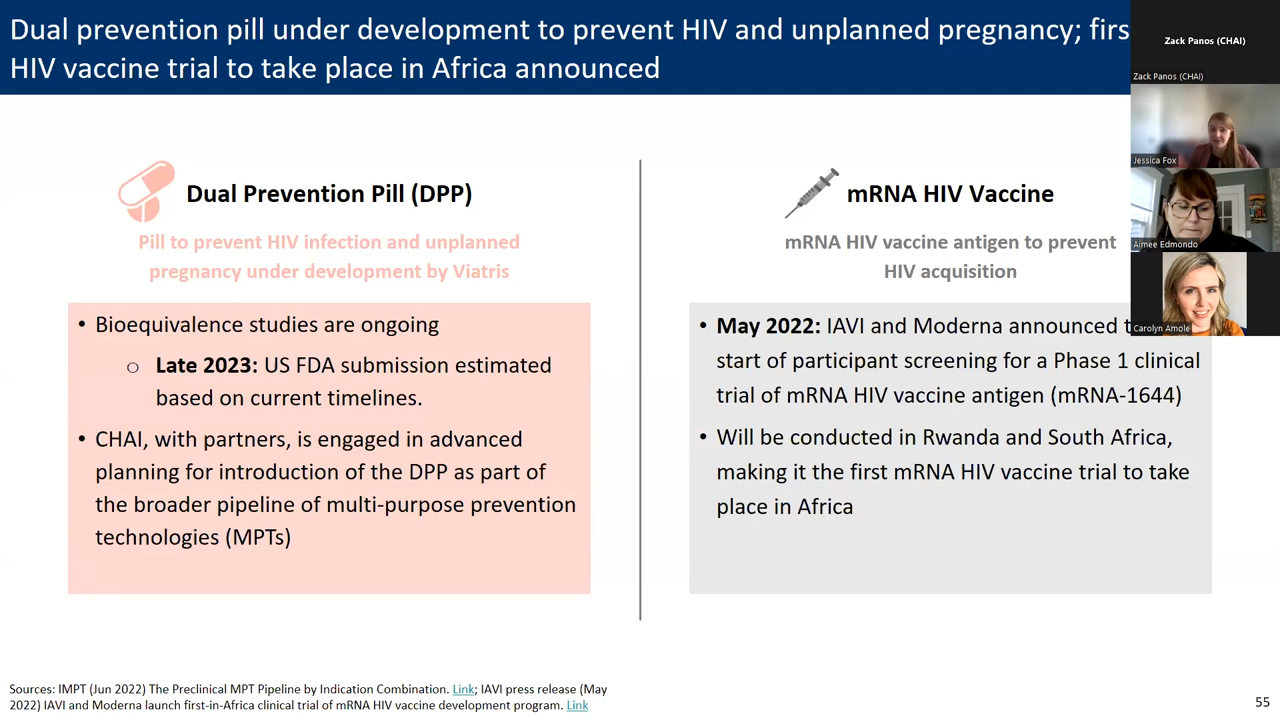 Dual prevention pill under development to prevent HIV and unplanned pregnancy; firs
HIV vaccine trial to take place in Africa announced
Zack Panos (CHAI)
Zack Panos (CHAI)
Jessica Fox
Aimee Edmondo
Carolyn Amole
Dual Prevention Pill (DPP)
Pill to prevent HIV infection and unplanned
pregnancy under development by Viatris
• Bioequivalence studies are ongoing
o Late 2023: US FDA submission estimated
based on current timelines.
• CHAI, with partners, is engaged in advanced
planning for introduction of the DPP as part of
the broader pipeline of multi-purpose prevention
technologies (MPTs)
mRNA HIV Vaccine
mRNA HIV vaccine antigen to prevent
HIV acquisition
• May 2022: IAVI and Moderna announced
start of participant screening for a Phase 1 clinical
trial of mRNA HIV vaccine antigen (mRNA-1644)
• Will be conducted in Rwanda and South Africa,
making it the first mRNA HIV vaccine trial to take
place in Africa
Sources: IMPT (Jun 2022) The Preclinical MPT Pipeline by Indication Combination. Link; IAVI press release (May
2022) IAVI and Moderna launch first-in-Africa clinical trial of mRNA HIV vaccine development program. Link
55